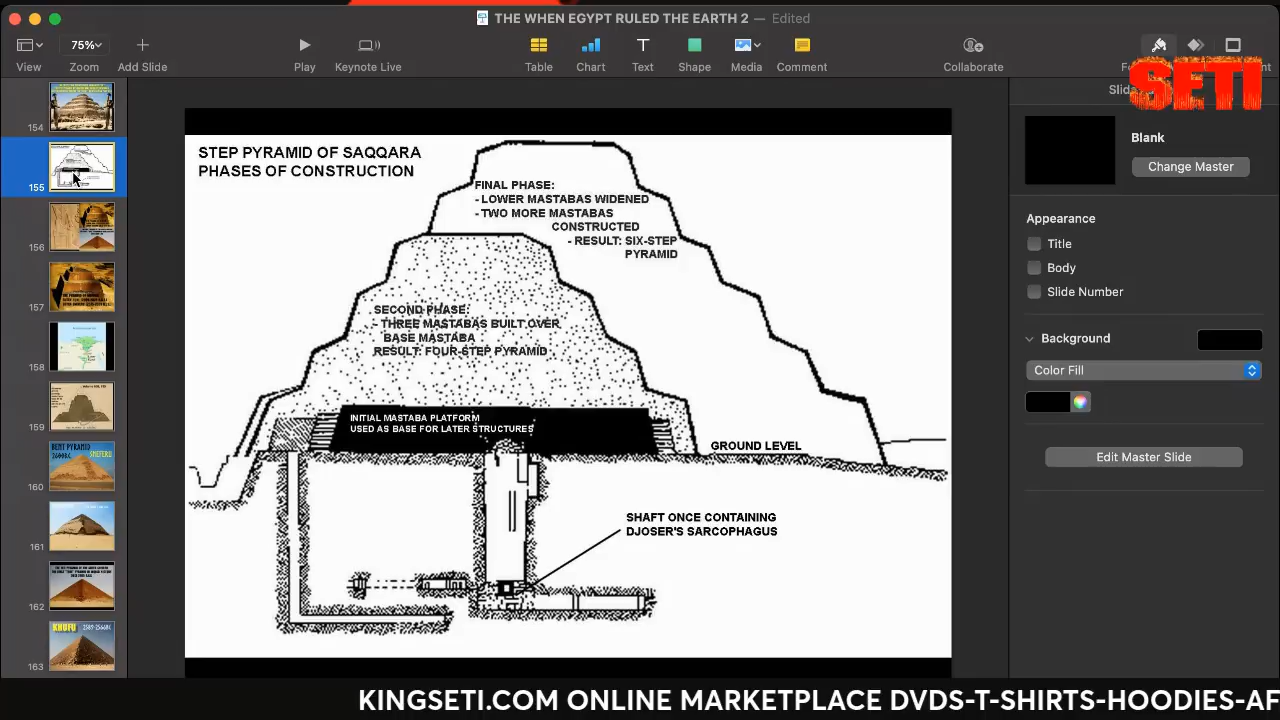 THE WHEN EGYPT RULED THE EARTH 2 — Edited
75%
View
Zoom
Add Slide
Play
Keynote Live
Table
Chart
Text
Shape
Media
Comment
Collaborate
SETI
154
155
156
157
158
159
160
BENT PYRAMID
2600BC
SNEFERU
161
162
163
KHUFU
2589-2566BC
STEP PYRAMID OF SAQQARA
PHASES OF CONSTRUCTION
FINAL PHASE:
- LOWER MASTABAS WIDENED
- TWO MORE MASTABAS
CONSTRUCTED
- RESULT: SIX-STEP
PYRAMID
SECOND PHASE:
- THREE MASTABAS BUILT OVER
BASE MASTABA
RESULT: FOUR-STEP PYRAMID
INITIAL MASTABA PLATFORM
USED AS BASE FOR LATER STRUCTURES
GROUND LEVEL
SHAFT ONCE CONTAINING
DJOSER'S SARCOPHAGUS
Blank
Change Master
Appearance
Title
Body
Slide Number
Background
Color Fill
Edit Master Slide
KINGSETI.COM ONLINE MARKETPLACE DVDS-T-SHIRTS-HOODIES-AF